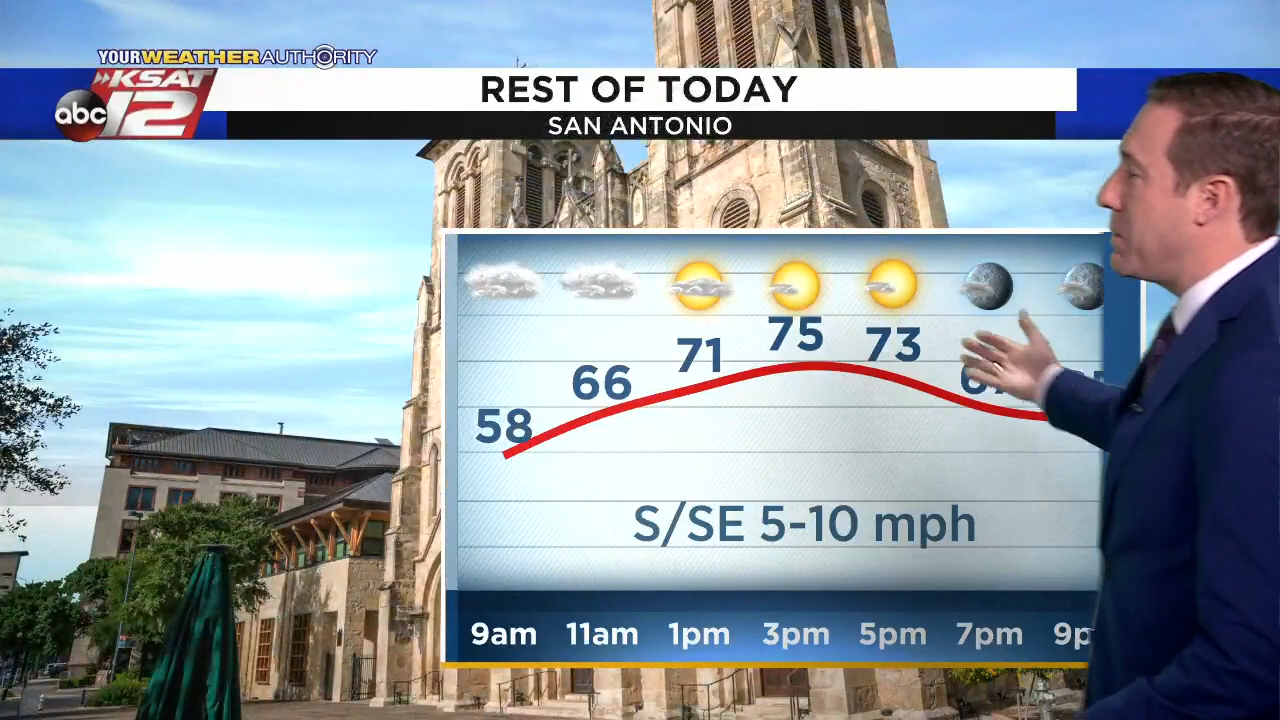 YOURWEATHERAUTHORITY
KSAT
abc 12
REST OF TODAY
SAN ANTONIO
58 66 71 75 73
S/SE 5-10 mph
9am 11am 1pm 3pm 5pm 7pm